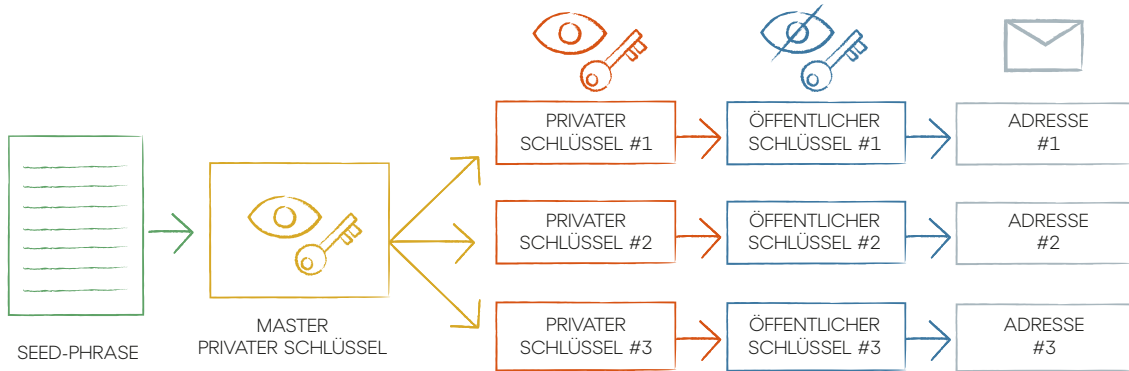 PRIVATER
SCHLÜSSEL #1
ÖFFENTLICHER
SCHLÜSSEL #1
ADRESSE
#1
PRIVATER
SCHLÜSSEL #2
ÖFFENTLICHER
SCHLÜSSEL #2
ADRESSE
#2
PRIVATER
SCHLÜSSEL #3
ÖFFENTLICHER
SCHLÜSSEL #3
ADRESSE
#3
MASTER
PRIVATER SCHLÜSSEL
SEED-PHRASE